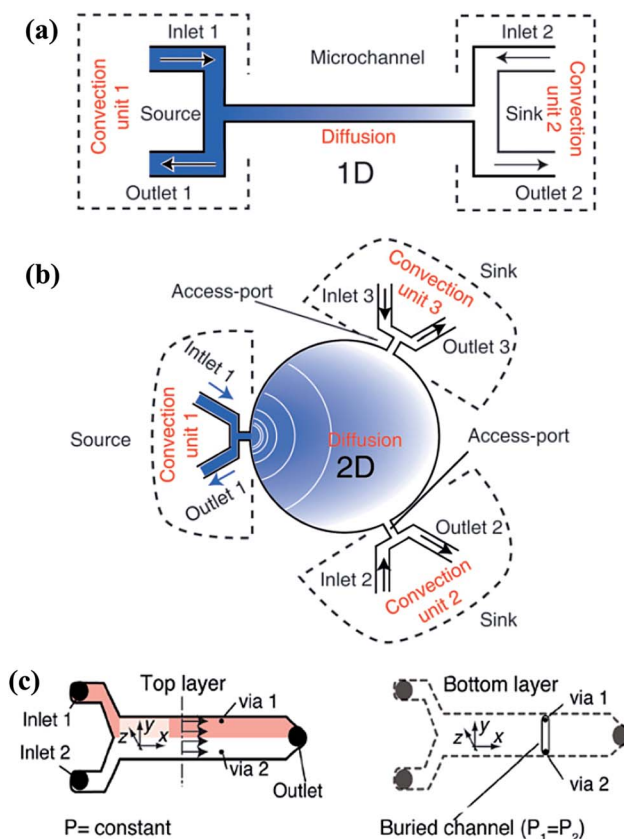 (a)
Inlet 1
Inlet 2
Microchannel
Convection
unit 1
Source
Sink
Convection
unit 2
Diffusion
1D
Outlet 1
Outlet 2
(b)
Sink
Convection
unit 3
Inlet 3
Access-port
Outlet 3
Intlet 1
Convection
unit 1
Source
Outlet 1
Diffusion
2D
Access-port
Outlet 2
Inlet 2
Convection
unit 2
Sink
(c)
Top layer
Inlet 1
via 1
y
z
x
Inlet 2
via 2
Outlet
P= constant
Bottom layer
via 1
y
z
x
via 2
Buried channel (P₁=P₂)